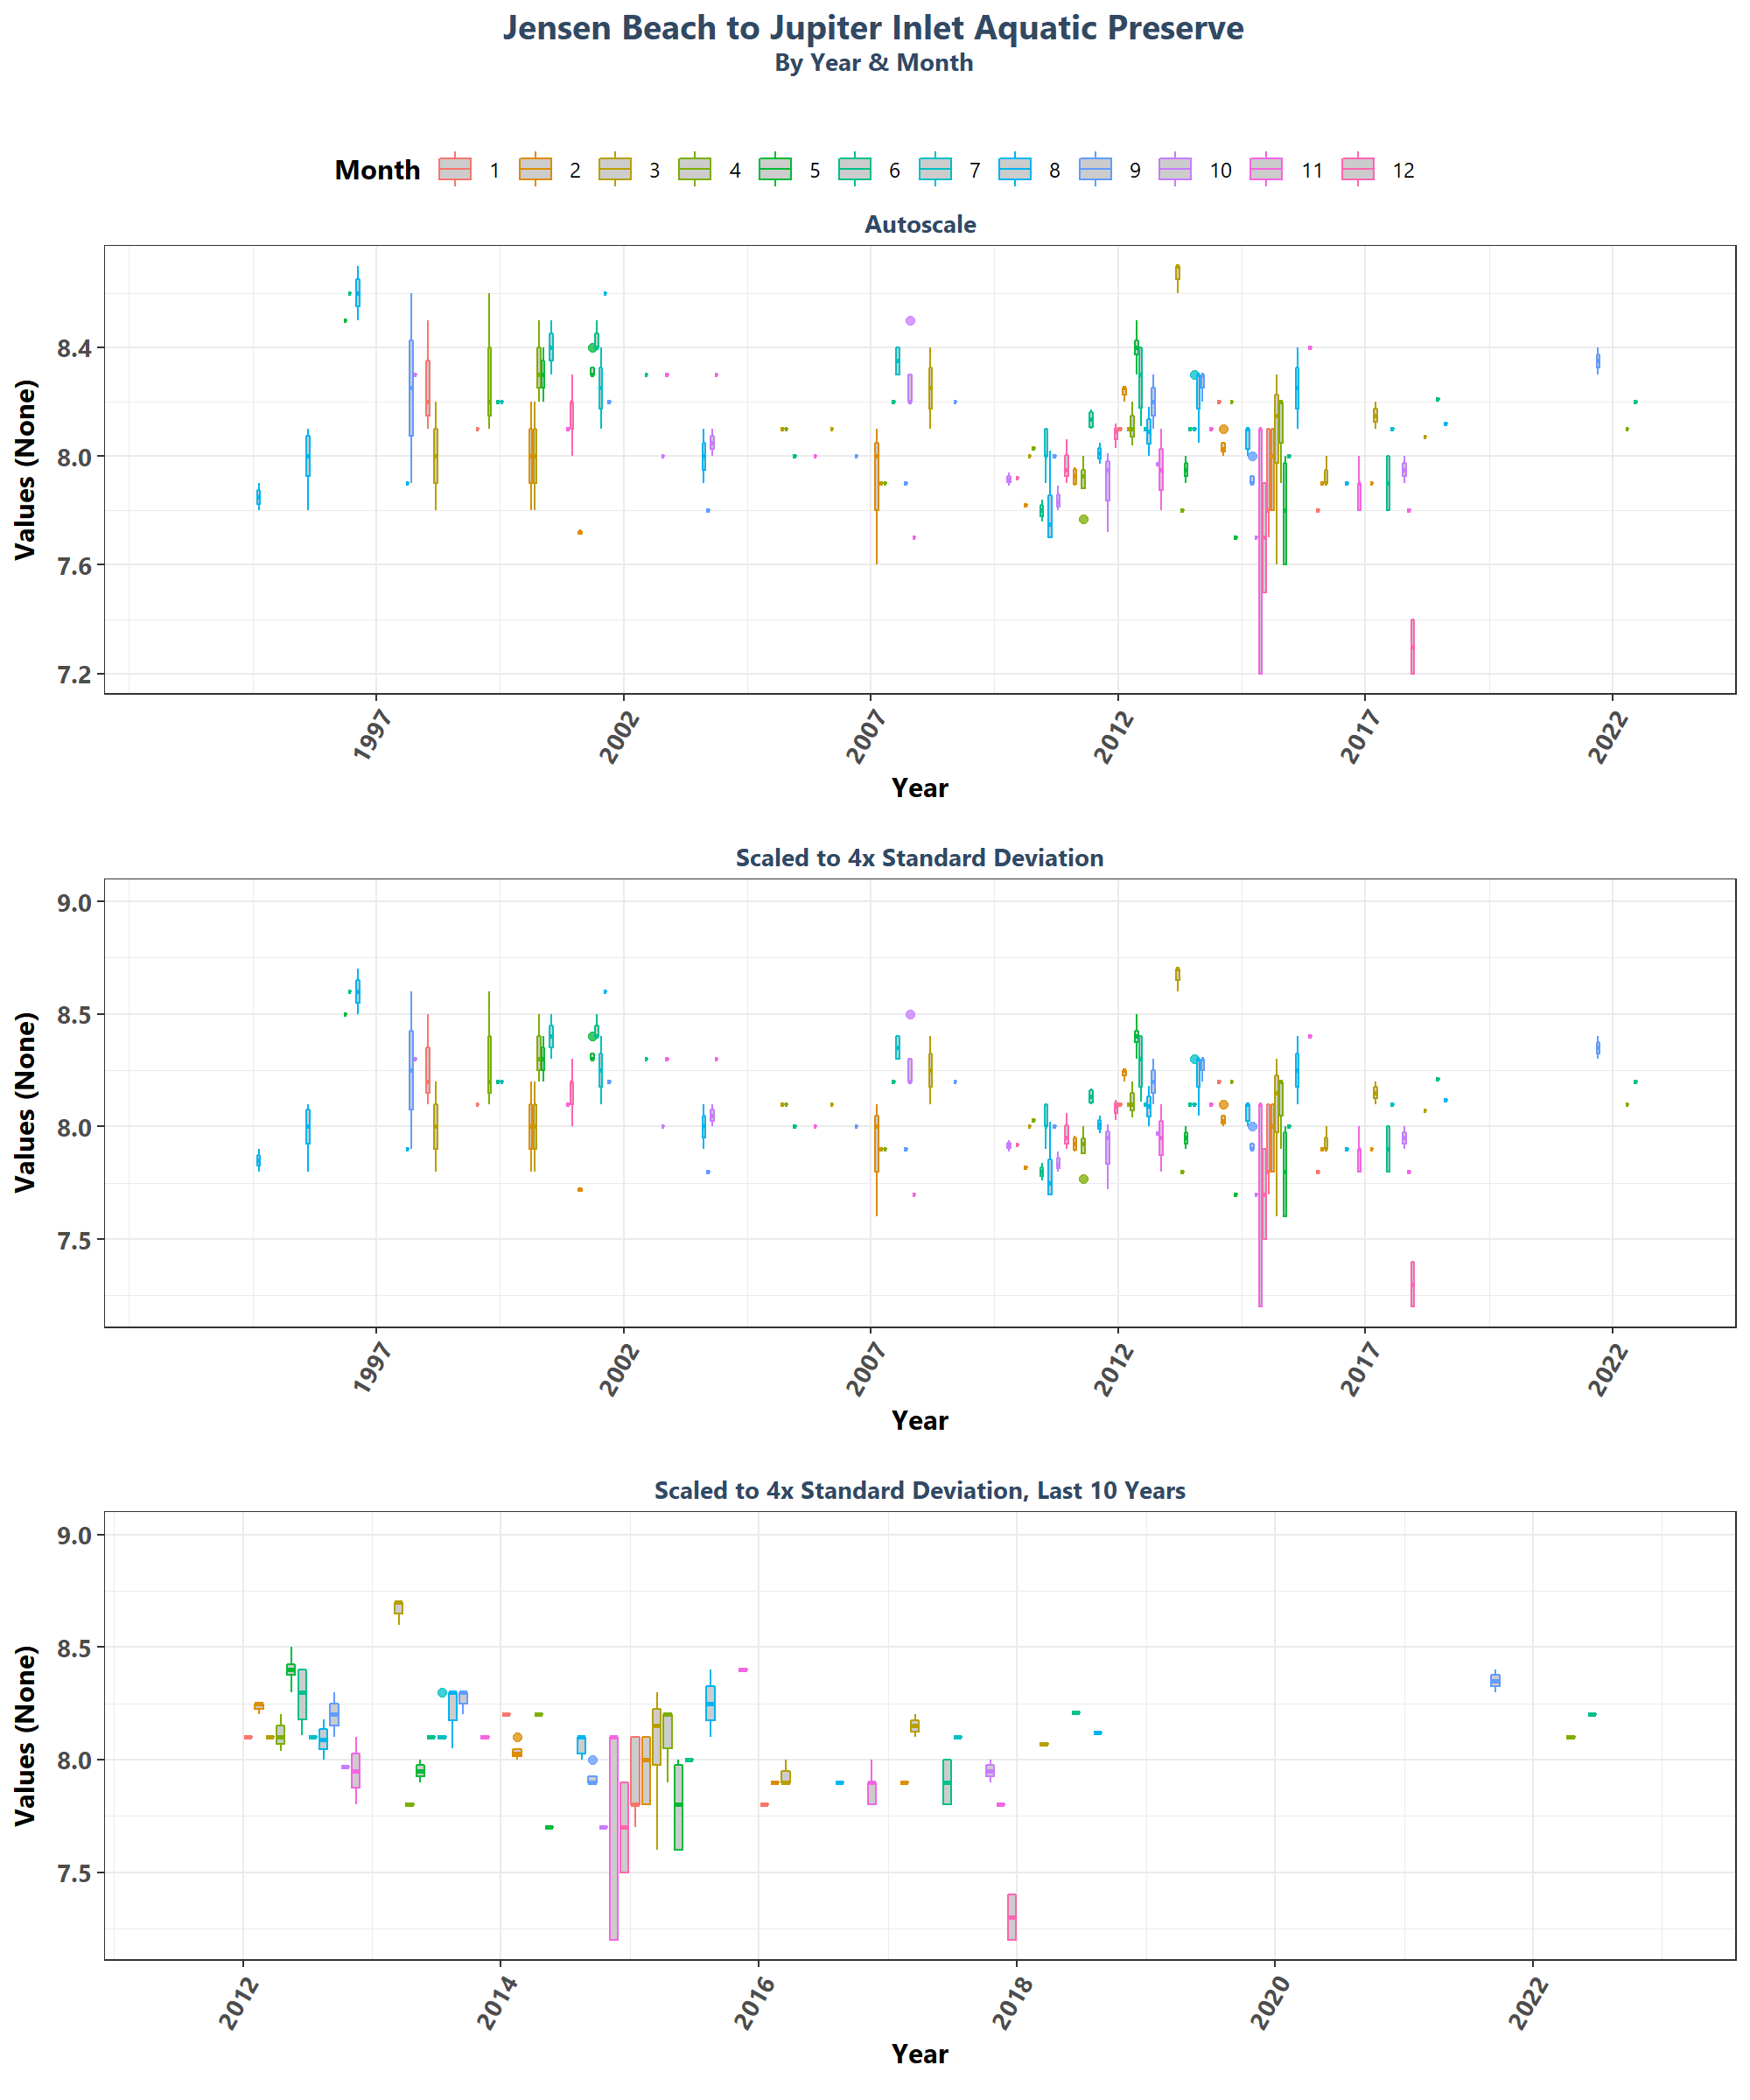 Jensen Beach to Jupiter Inlet Aquatic Preserve
By Year & Month
Month 1 2 3 4 5 6 7 8 9 10 11 12
Autoscale
Values (None)
8.4
8.0
7.6
7.2
1997 2002 2007 2012 2017 2022
Year
Scaled to 4x Standard Deviation
Values (None)
9.0
8.5
8.0
7.5
1997 2002 2007 2012 2017 2022
Year
Scaled to 4x Standard Deviation, Last 10 Years
Values (None)
9.0
8.5
8.0
7.5
2012 2014 2016 2018 2020 2022
Year